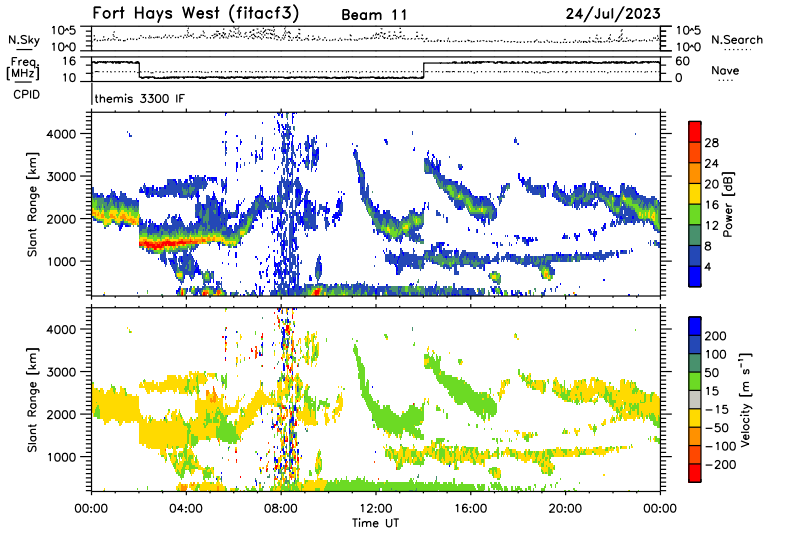 Fort Hays West (fitacf3) Beam 11 24/Jul/2023
N.Sky 10^5 10^0 10^5 10^0 N.Search
Freq. [MHz] 16 10 60 0 Nave
CPID themis 3300 IF
Slant Range [km] 4000 3000 2000 1000
Power [dB] 28 24 20 16 12 8 4
Slant Range [km] 4000 3000 2000 1000
Velocity [m s⁻¹] 200 100 50 15 −15 −50 −100 −200
00:00 04:00 08:00 12:00 16:00 20:00 00:00
Time UT